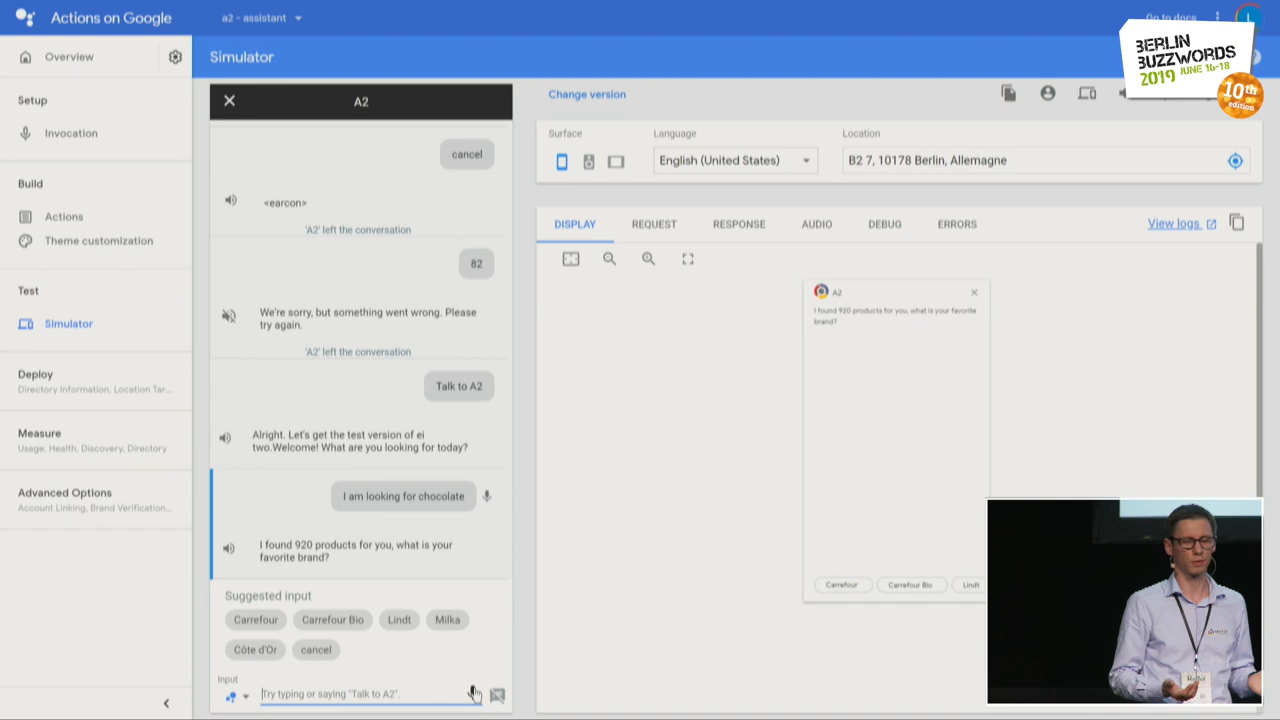 Actions on Google
a2 - assistant
Go to docs
BERLIN
BUZZWORDS
2019 JUNE 16-18
10th
edition
Overview
Simulator
Setup
Invocation
Build
Actions
Theme customization
Test
Simulator
Deploy
Directory Information, Location Tar...
Measure
Usage, Health, Discovery, Directory
Advanced Options
Account Linking, Brand Verification...
A2
cancel
<earcon>
'A2' left the conversation
82
We're sorry, but something went wrong. Please
try again.
'A2' left the conversation
Talk to A2
Alright. Let's get the test version of ei
two.Welcome! What are you looking for today?
I am looking for chocolate
I found 920 products for you, what is your
favorite brand?
Suggested input
Carrefour
Carrefour Bio
Lindt
Milka
Côte d'Or
cancel
Input
Try typing or saying "Talk to A2".
Change version
Surface
Language
Location
English (United States)
B2 7, 10178 Berlin, Allemagne
DISPLAY
REQUEST
RESPONSE
AUDIO
DEBUG
ERRORS
View logs
A2
I found 920 products for you, what is your favorite
brand?
Carrefour
Carrefour Bio
Lindt